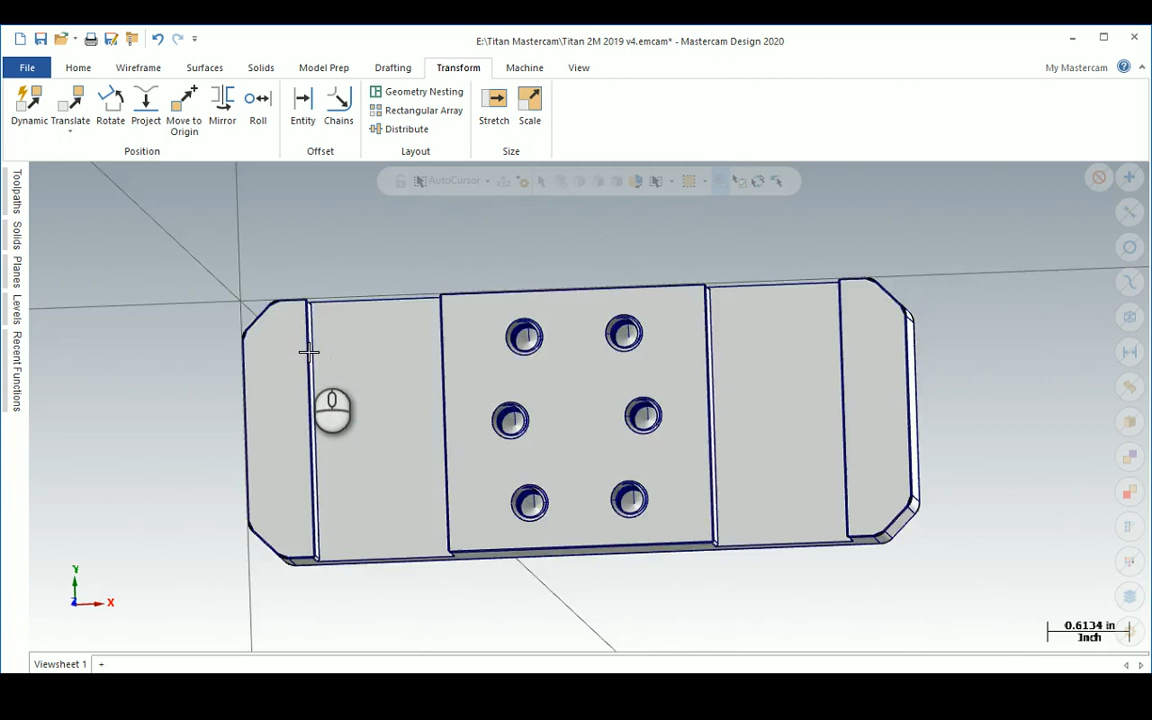 E:\Titan Mastercam\Titan 2M 2019 v4.emcam* - Mastercam Design 2020
File Home Wireframe Surfaces Solids Model Prep Drafting Transform Machine View My Mastercam
Dynamic Translate Rotate Project Move to Origin Mirror Roll
Position
Entity Chains
Offset
Geometry Nesting
Rectangular Array
Distribute
Layout
Stretch Scale
Size
AutoCursor
Toolpaths
Solids
Planes
Levels
Recent Functions
Y
Z
X
0.6134 in
Inch
Viewsheet 1 +